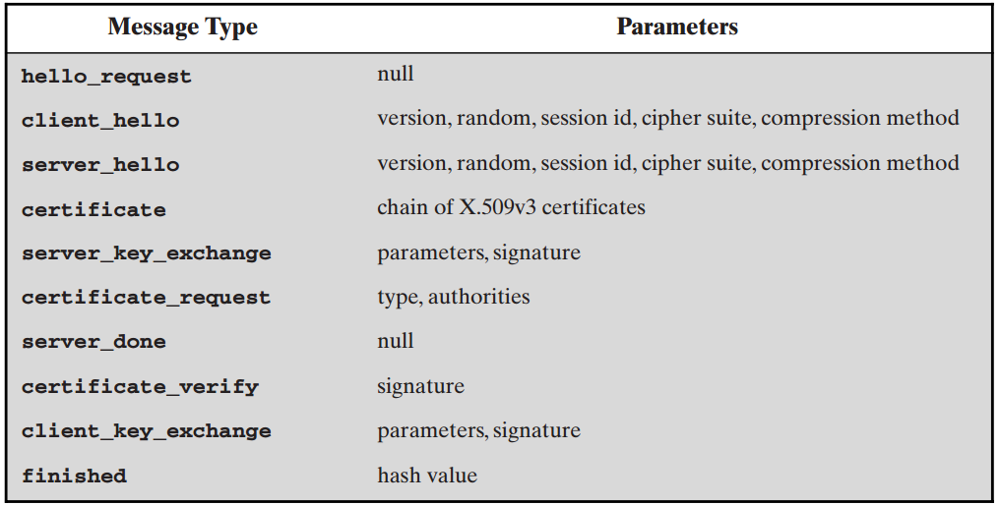 Message Type Parameters
hello_request null
client_hello version, random, session id, cipher suite, compression method
server_hello version, random, session id, cipher suite, compression method
certificate chain of X.509v3 certificates
server_key_exchange parameters, signature
certificate_request type, authorities
server_done null
certificate_verify signature
client_key_exchange parameters, signature
finished hash value